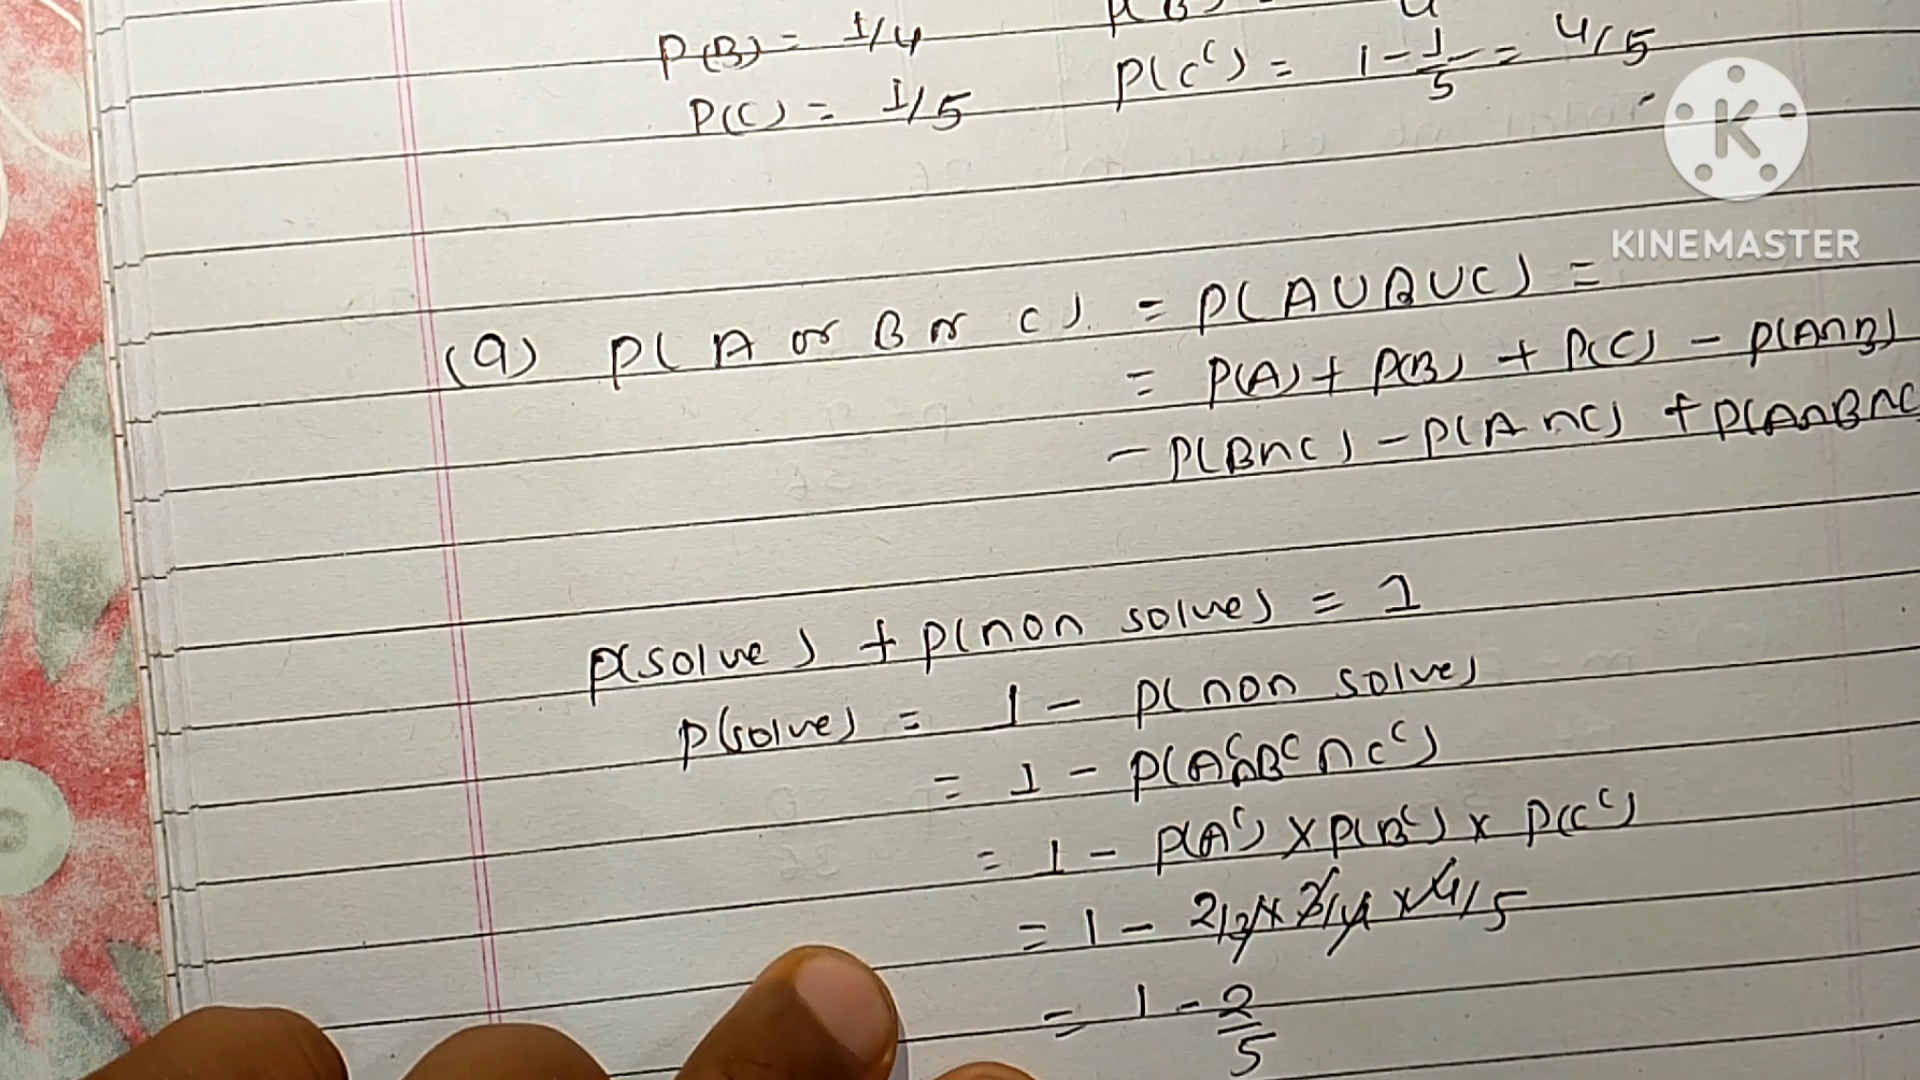 P(B) = 1/4
P(C) = 1/5
P(C^c) = 1 - 1/5 = 4/5
KINEMASTER
(a) P(A or B or C) = P(AUBUC) =
= P(A) + P(B) + P(C) - P(A∩B)
- P(B∩C) - P(A∩C) + P(A∩B∩C
P(solve) + P(non solve) = 1
P(solve) = 1 - P(non solve)
= 1 - P(A^c∩B^c∩C^c)
= 1 - P(A^c) × P(B^c) × P(C^c)
= 1 - 2/3 × 3/4 × 4/5
= 1 - 2/5